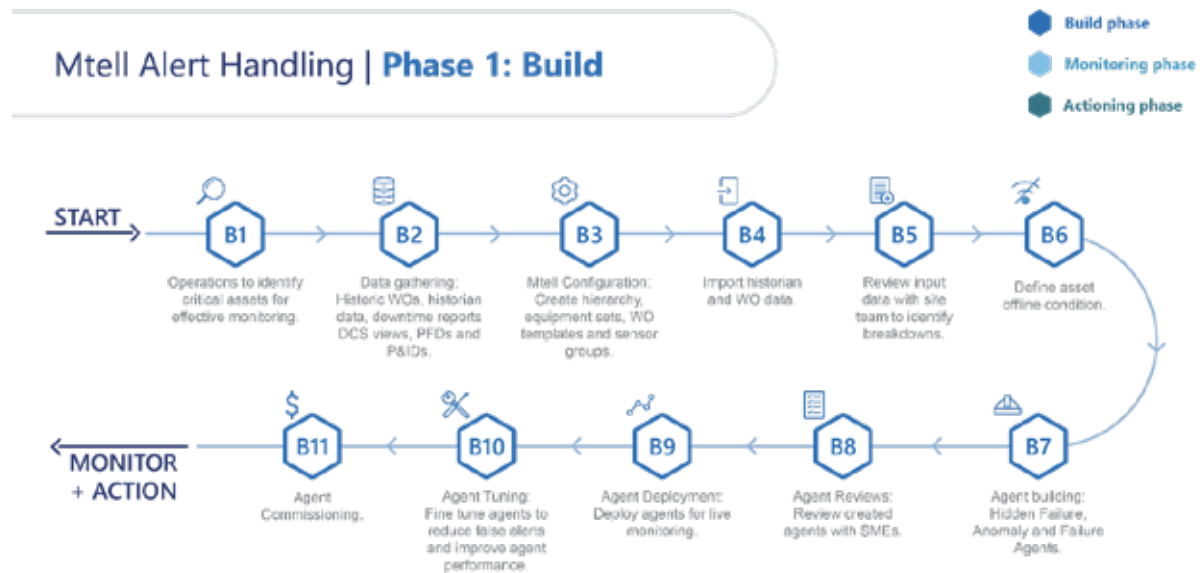 Mtell Alert Handling | Phase 1: Build
Build phase
Monitoring phase
Actioning phase
START
B1
B2
B3
B4
B5
B6
Operations to identify
critical assets for
effective monitoring.
Data gathering:
Historic WOs, historian
data, downtime reports
DCS views, PFDs and
P&IDs.
Mtell Configuration:
Create hierarchy,
equipment sets, WO
templates and sensor
groups.
Import historian
and WO data.
Review input
data with site
team to identify
breakdowns.
Define asset
offline condition.
MONITOR
+ ACTION
$
B11
B10
B9
B8
B7
Agent
Commissioning.
Agent Tuning:
Fine tune agents to
reduce false alerts
and improve agent
performance.
Agent Deployment:
Deploy agents for live
monitoring.
Agent Reviews:
Review created
agents with SMEs.
Agent building:
Hidden Failure,
Anomaly and Failure
Agents.